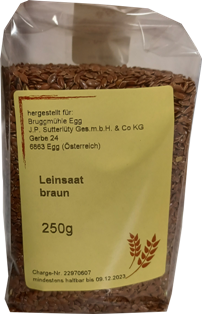 hergestellt für:
Bruggmühle Egg
J.P. Sutterlüty Ges.m.b.H. & Co KG
Gerbe 24
6863 Egg (Österreich)
Leinsaat
braun
250g
Charge-Nr. 22970607
mindestens haltbar bis 09.12.2023